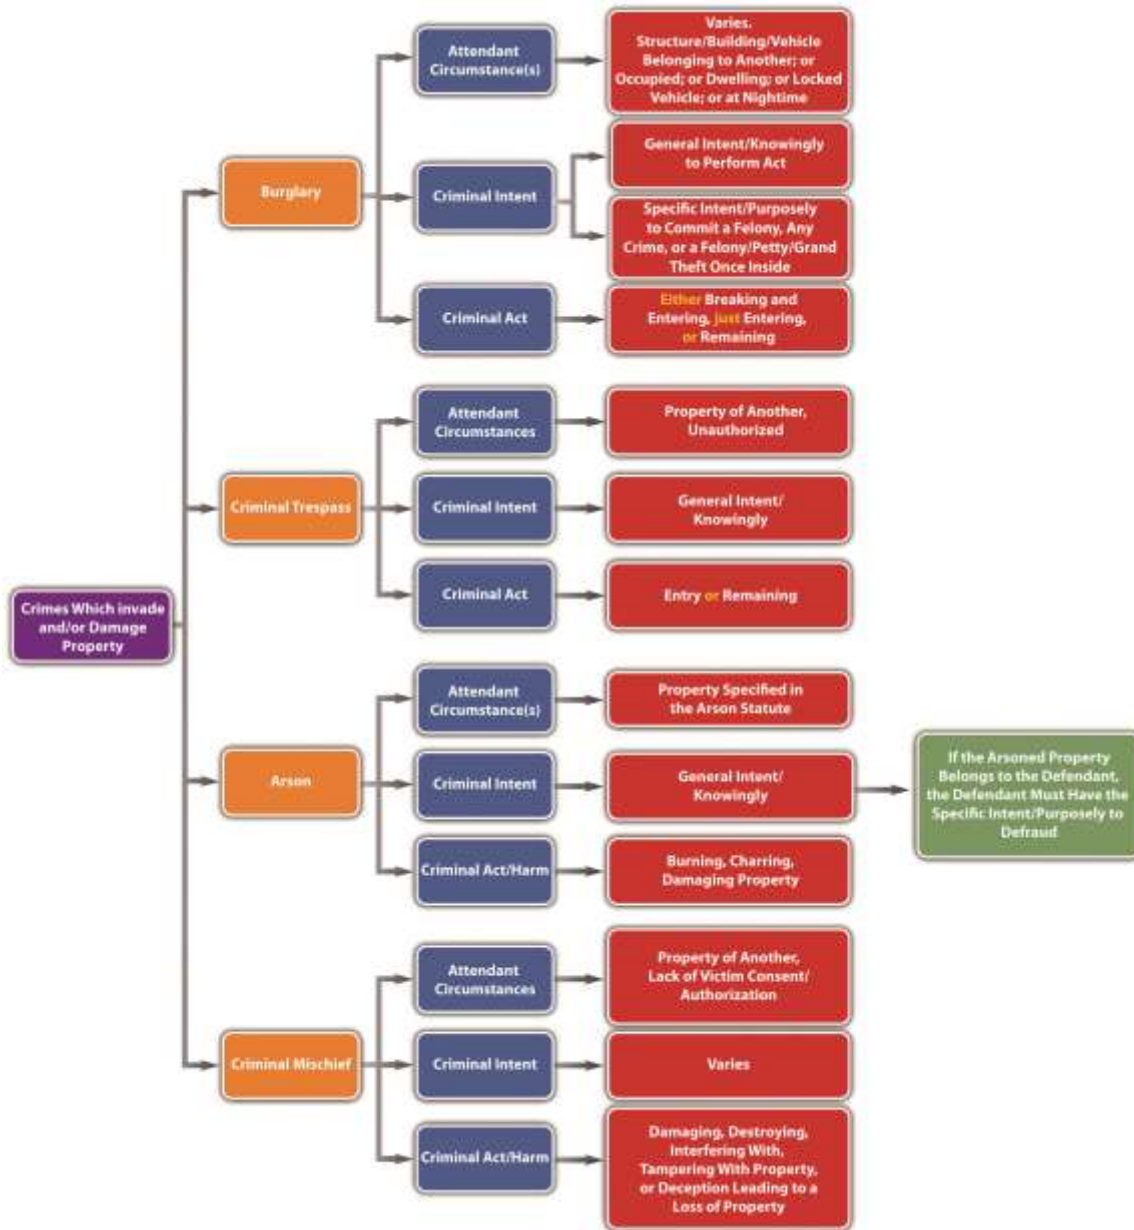 Crimes Which invade
and/or Damage
Property
Burglary
Attendant
Circumstance(s)
Varies.
Structure/Building/Vehicle
Belonging to Another; or
Occupied; or Dwelling; or Locked
Vehicle; or at Nightime
Criminal Intent
General Intent/Knowingly
to Perform Act
Specific Intent/Purposely
to Commit a Felony, Any
Crime, or a Felony/Petty/Grand
Theft Once Inside
Criminal Act
Either Breaking and
Entering, just Entering,
or Remaining
Criminal Trespass
Attendant
Circumstances
Property of Another,
Unauthorized
Criminal Intent
General Intent/
Knowingly
Criminal Act
Entry or Remaining
Arson
Attendant
Circumstance(s)
Property Specified in
the Arson Statute
Criminal Intent
General Intent/
Knowingly
If the Arsoned Property
Belongs to the Defendant,
the Defendant Must Have the
Specific Intent/Purposely to
Defraud
Criminal Act/Harm
Burning, Charring,
Damaging Property
Criminal Mischief
Attendant
Circumstances
Property of Another,
Lack of Victim Consent/
Authorization
Criminal Intent
Varies
Criminal Act/Harm
Damaging, Destroying,
Interfering With,
Tampering With Property,
or Deception Leading to a
Loss of Property